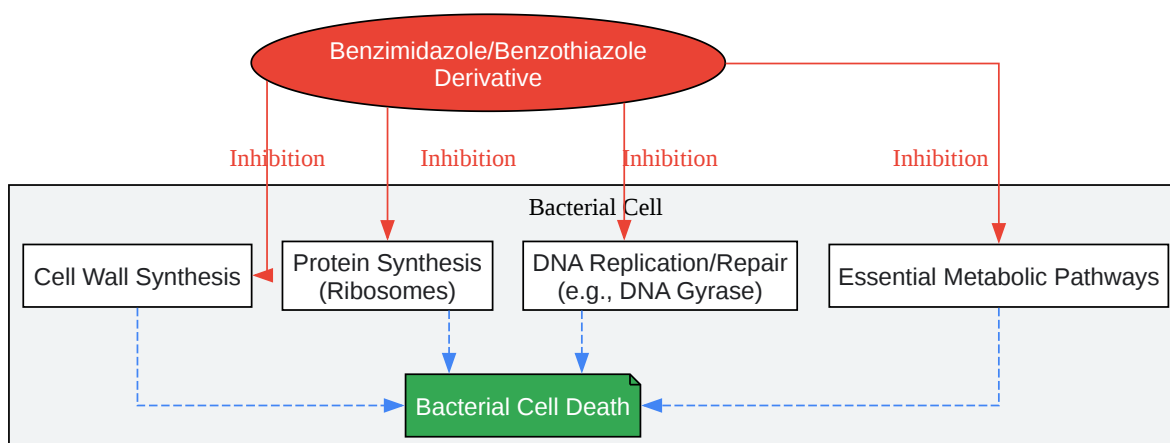 Benzimidazole/Benzothiazole
Derivative
Inhibition
Inhibition
Inhibition
Inhibition
Bacterial Cell
Cell Wall Synthesis
Protein Synthesis
(Ribosomes)
DNA Replication/Repair
(e.g., DNA Gyrase)
Essential Metabolic Pathways
Bacterial Cell Death